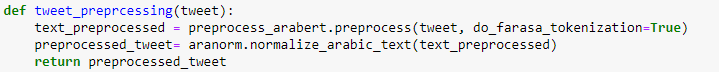 def tweet_preprcessing(tweet):
    text_preprocessed = preprocess_arabert.preprocess(tweet, do_farasa_tokenization=True)
    preprocessed_tweet= aranorm.normalize_arabic_text(text_preprocessed)
    return preprocessed_tweet